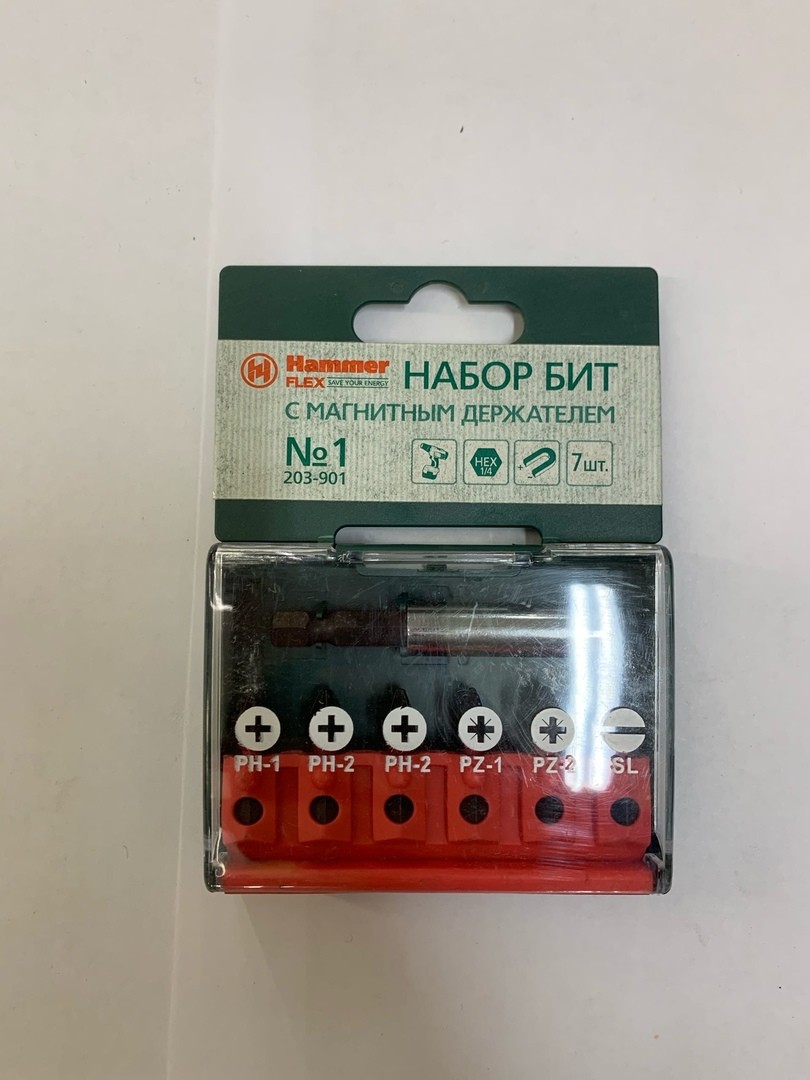 Hammer
FLEX SAVE YOUR ENERGY
НАБОР БИТ
С МАГНИТНЫМ ДЕРЖАТЕЛЕМ
№1
203-901
HEX
1/4
+
7шт.
PH-1 PH-2 PH-2 PZ-1 PZ-2 SL